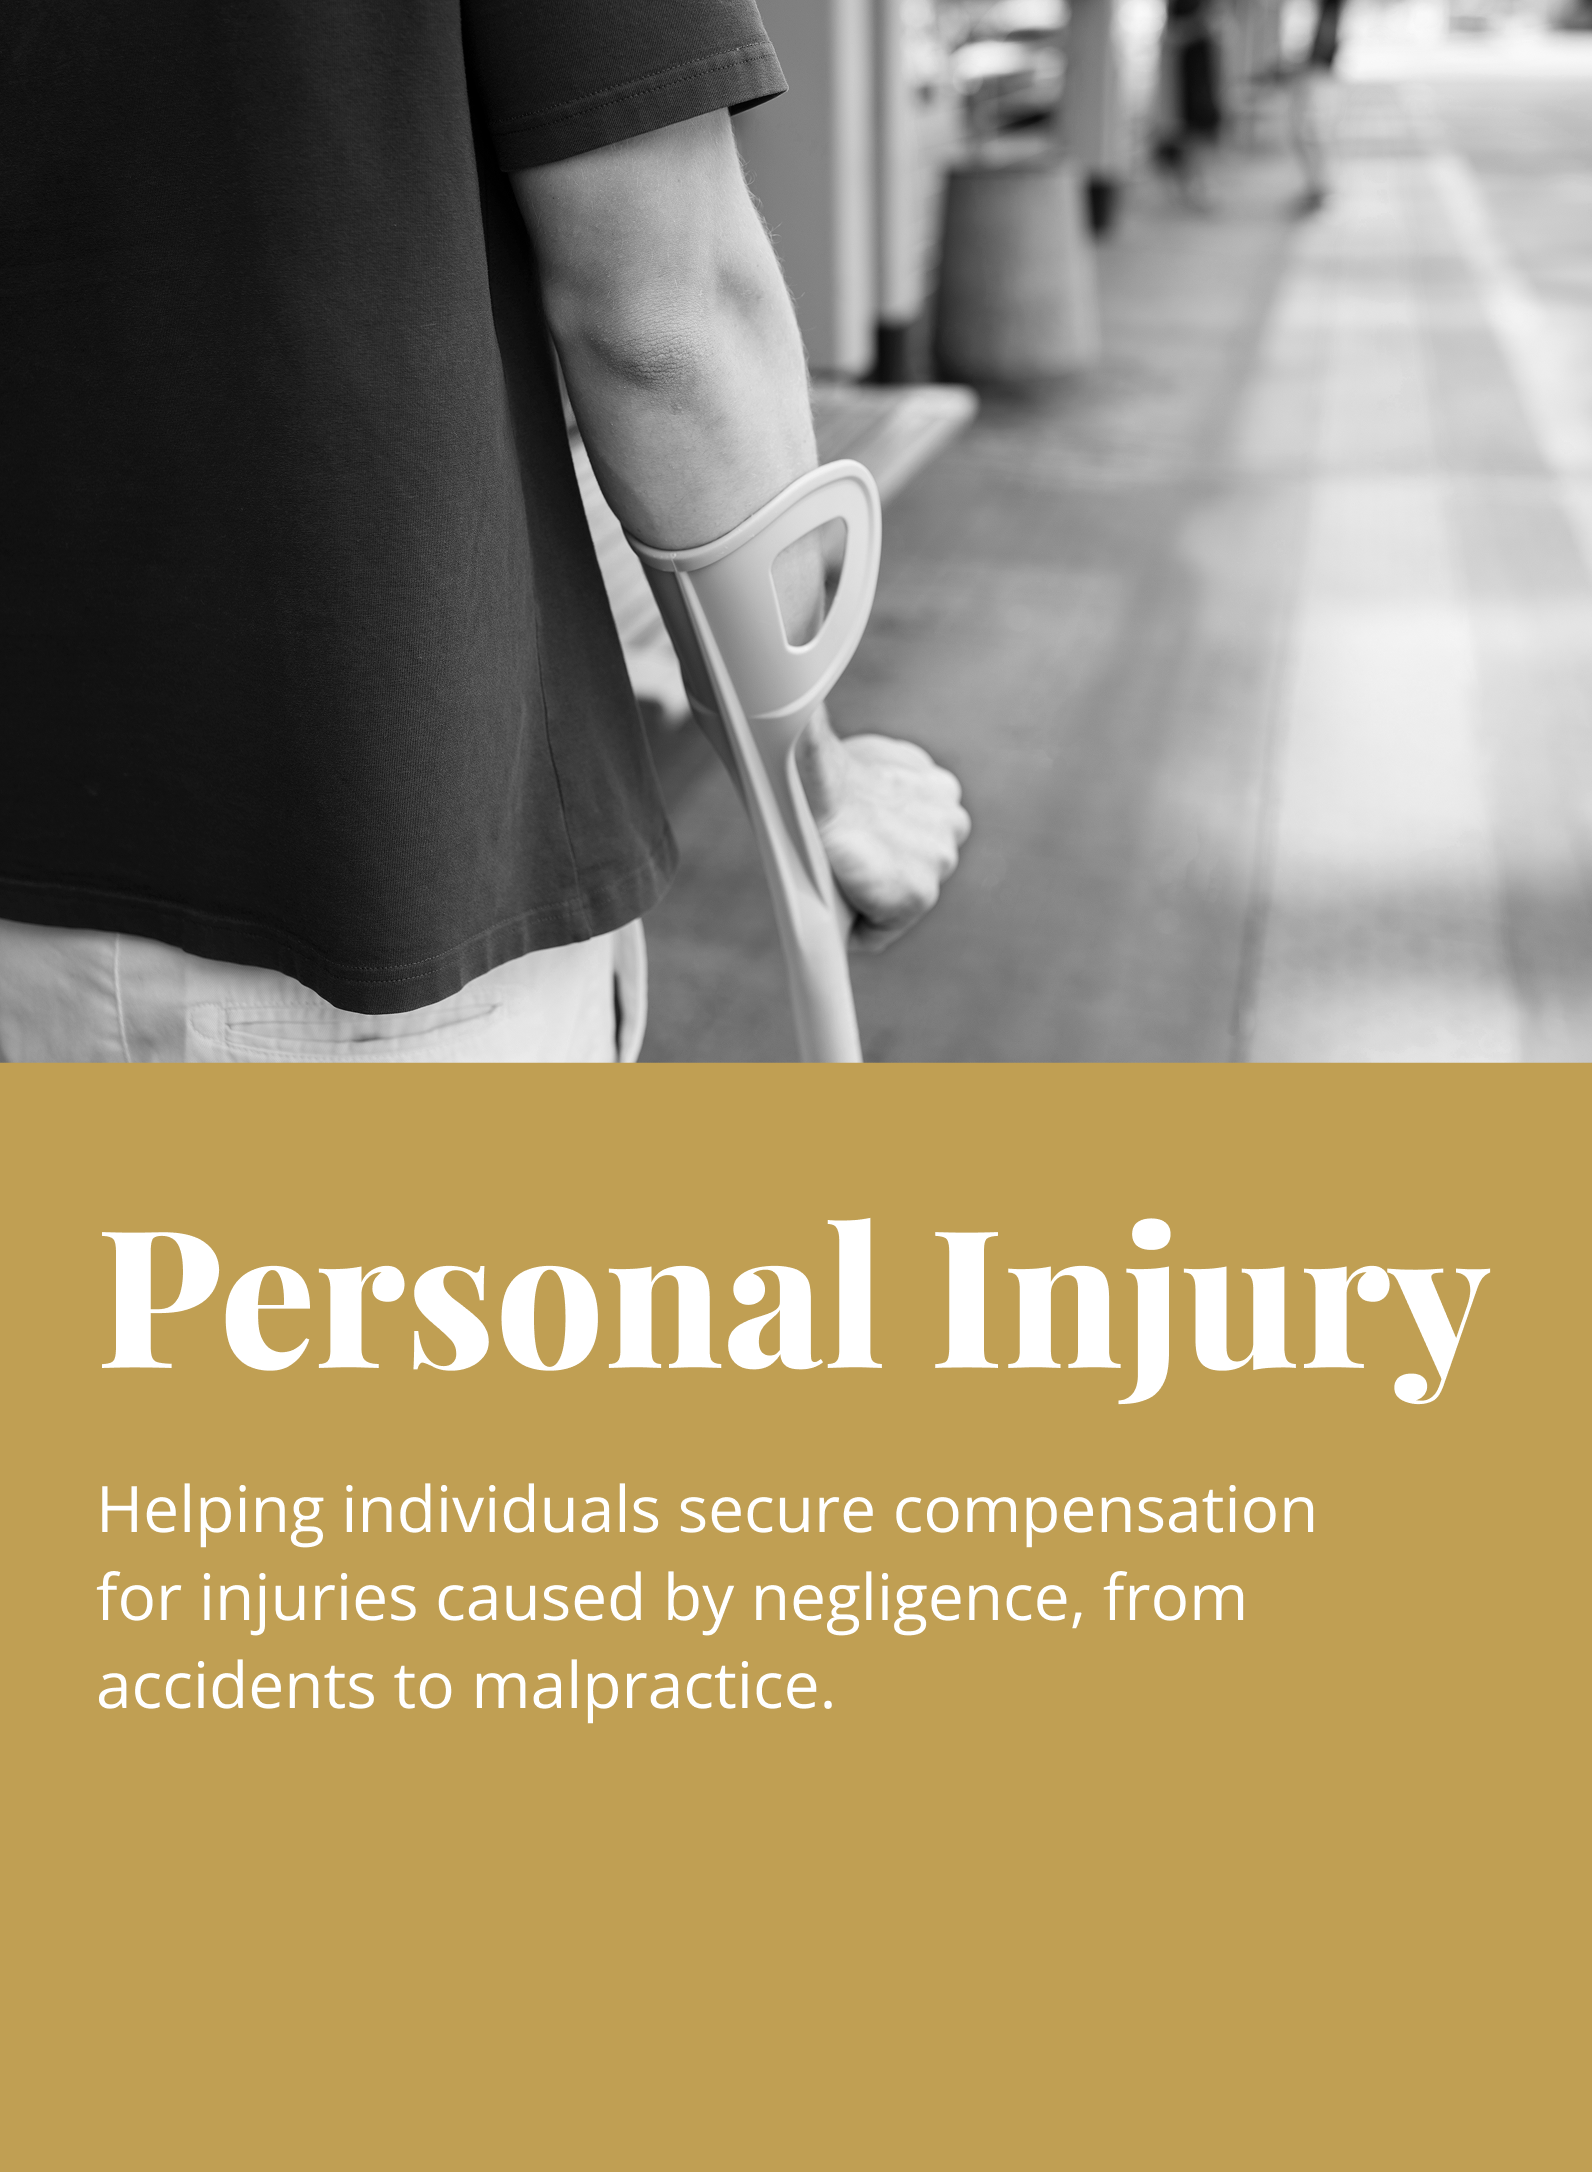 Personal Injury
Helping individuals secure compensation
for injuries caused by negligence, from
accidents to malpractice.